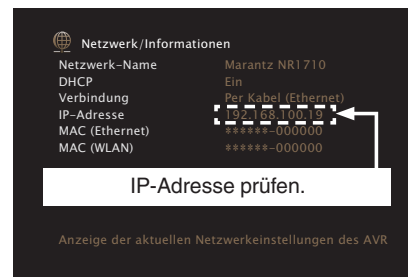 Netzwerk/Informationen
Netzwerk-Name Marantz NR1710
DHCP Ein
Verbindung Per Kabel (Ethernet)
IP-Adresse 192.168.100.19
MAC (Ethernet) ******-000000
MAC (WLAN) ******-000000
IP-Adresse prüfen.
Anzeige der aktuellen Netzwerkeinstellungen des AVR